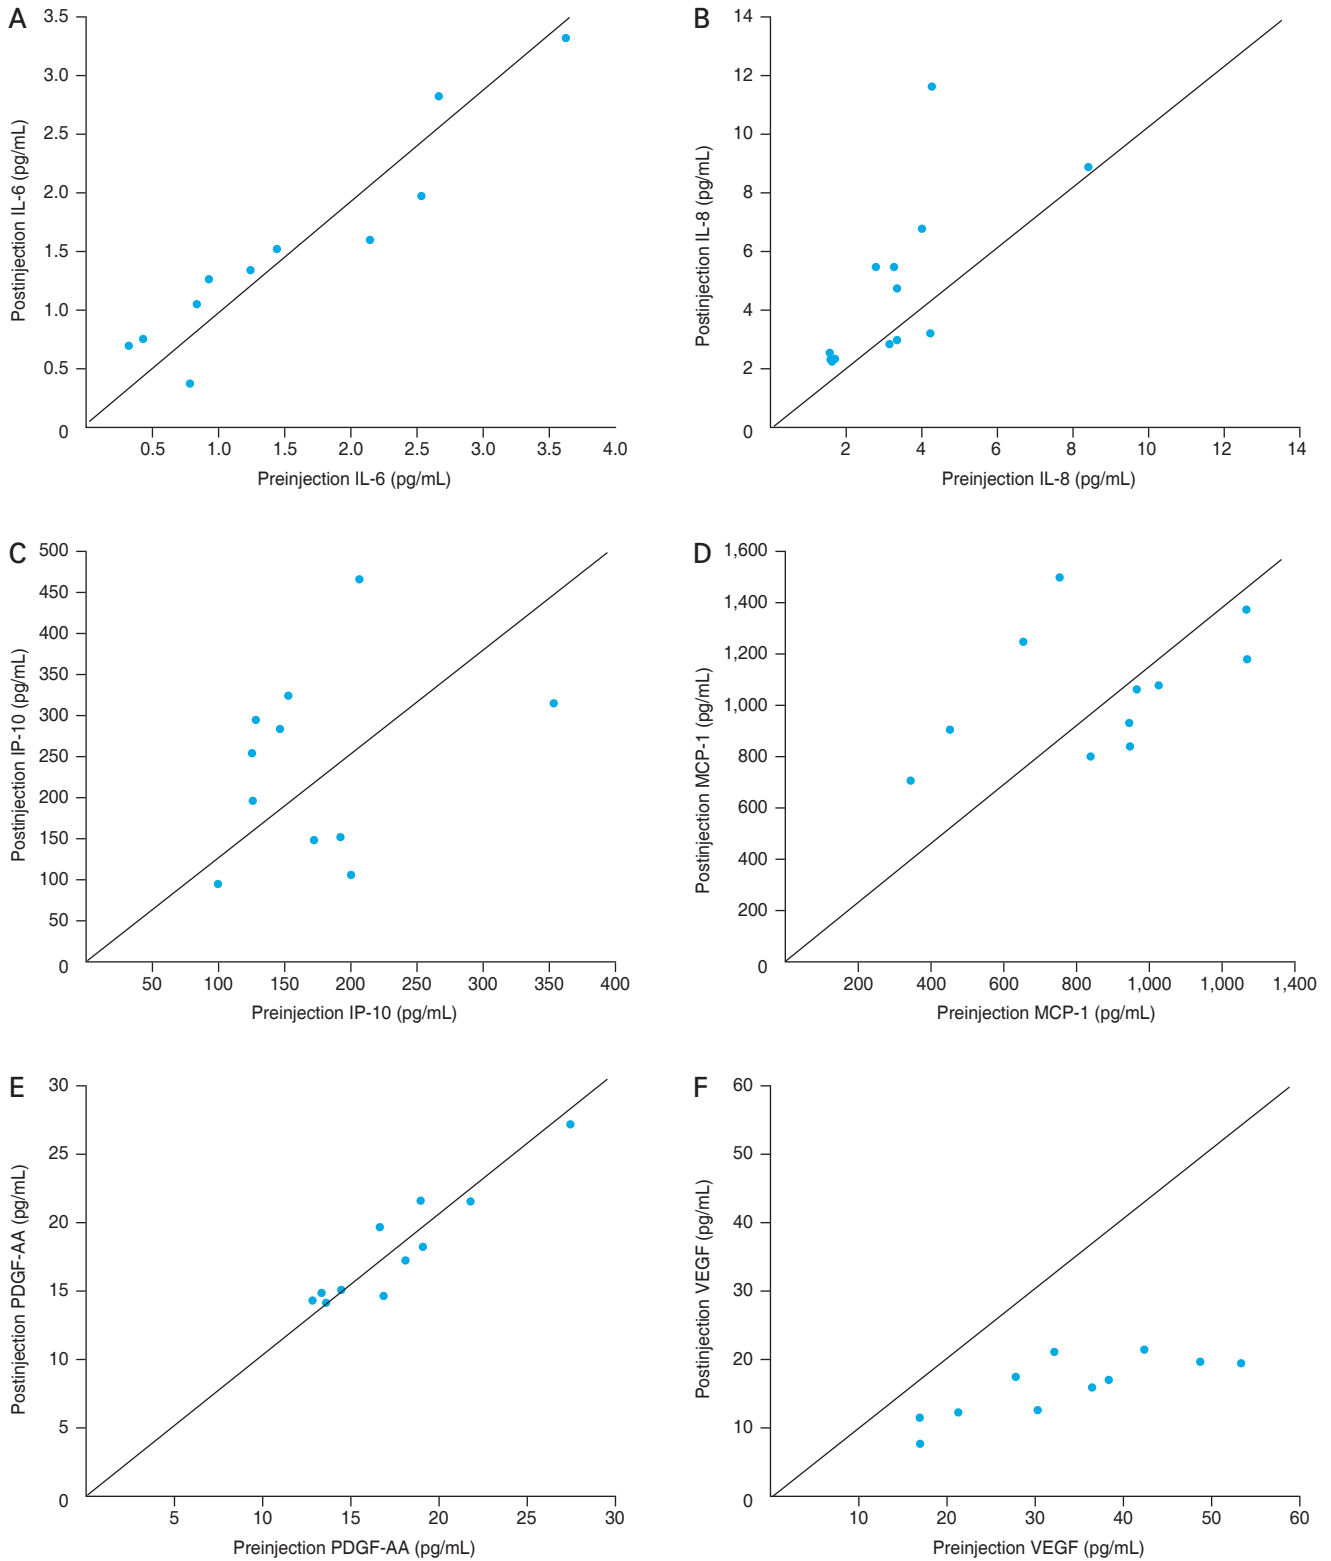 A
3.5
3.0
2.5
2.0
1.5
1.0
0.5
0
Postinjection IL-6 (pg/mL)
0.5 1.0 1.5 2.0 2.5 3.0 3.5 4.0
Preinjection IL-6 (pg/mL)
B
14
12
10
8
6
4
2
0
Postinjection IL-8 (pg/mL)
2 4 6 8 10 12 14
Preinjection IL-8 (pg/mL)
C
500
450
400
350
300
250
200
150
100
50
0
Postinjection IP-10 (pg/mL)
50 100 150 200 250 300 350 400
Preinjection IP-10 (pg/mL)
D
1,600
1,400
1,200
1,000
800
600
400
200
0
Postinjection MCP-1 (pg/mL)
200 400 600 800 1,000 1,000 1,400
Preinjection MCP-1 (pg/mL)
E
30
25
20
15
10
5
0
Postinjection PDGF-AA (pg/mL)
5 10 15 20 25 30
Preinjection PDGF-AA (pg/mL)
F
60
50
40
30
20
10
0
Postinjection VEGF (pg/mL)
10 20 30 40 50 60
Preinjection VEGF (pg/mL)